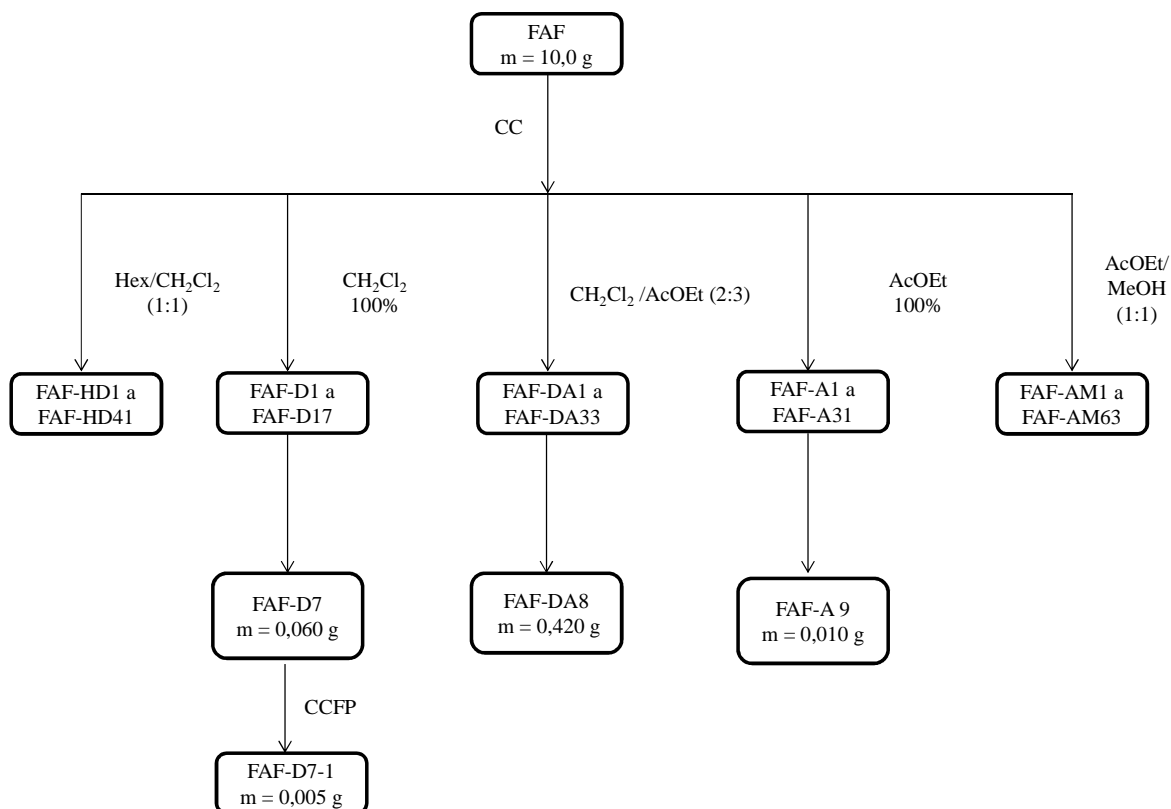 FAF
m = 10,0 g
CC
Hex/CH₂Cl₂
(1:1)
CH₂Cl₂
100%
CH₂Cl₂ /AcOEt (2:3)
AcOEt
100%
AcOEt/
MeOH
(1:1)
FAF-HD1 a
FAF-HD41
FAF-D1 a
FAF-D17
FAF-DA1 a
FAF-DA33
FAF-A1 a
FAF-A31
FAF-AM1 a
FAF-AM63
FAF-D7
m = 0,060 g
FAF-DA8
m = 0,420 g
FAF-A 9
m = 0,010 g
CCFP
FAF-D7-1
m = 0,005 g